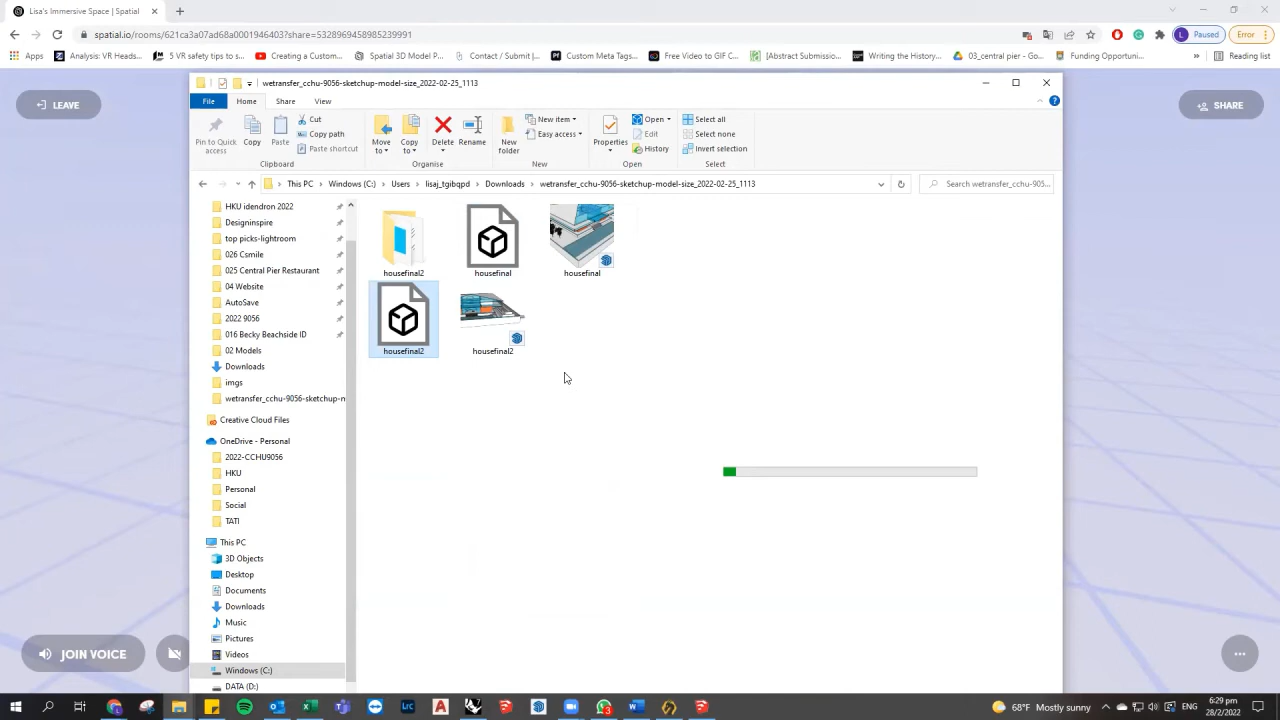 Lisa's Immersive Space | Spatial
spatial.io/rooms/621ca3a07ad68a0001946403?share=5328969458985239991
Paused
Error
Apps
Analysis: VR Heads...
5 VR safety tips to s...
Creating a Custom...
Spatial 3D Model P...
Contact / Submit |...
Custom Meta Tags...
Free Video to GIF C...
[Abstract Submissio...
Writing the History...
03_central pier - Go...
Funding Opportuni...
Reading list
wetransfer_cchu-9056-sketchup-model-size_2022-02-25_1113
LEAVE
SHARE
File
Home
Share
View
Pin to Quick access
Copy
Paste
Cut
Copy path
Paste shortcut
Clipboard
Move to
Copy to
Delete
Rename
Organise
New folder
New item
Easy access
New
Properties
Open
Edit
History
Open
Select all
Select none
Invert selection
Select
This PC
Windows (C:)
Users
lisaj_tgibqpd
Downloads
wetransfer_cchu-9056-sketchup-model-size_2022-02-25_1113
Search wetransfer_cchu-905...
HKU idendron 2022
Designinspire
top picks-lightroom
026 Csmile
025 Central Pier Restaurant
04 Website
AutoSave
2022 9056
016 Becky Beachside ID
02 Models
Downloads
imgs
wetransfer_cchu-9056-sketchup-m
Creative Cloud Files
OneDrive - Personal
2022-CCHU9056
HKU
Personal
Social
TATI
This PC
3D Objects
Desktop
Documents
Downloads
Music
Pictures
Videos
Windows (C:)
DATA (D:)
housefinal2
housefinal
housefinal
housefinal2
housefinal2
JOIN VOICE
68°F Mostly sunny
ENG
6:29 pm
28/2/2022